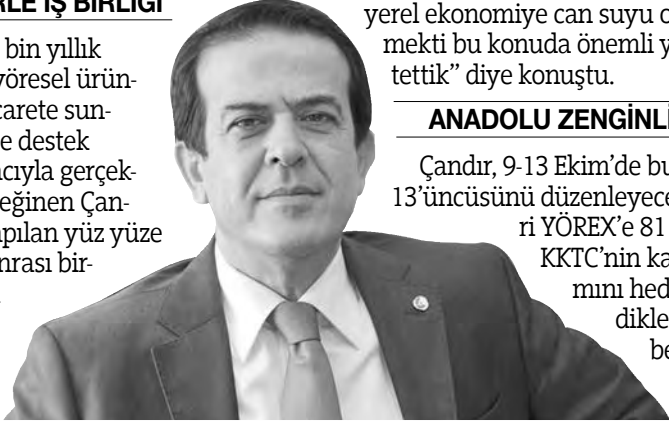 RLE İŞ BİRLİĞİ
bin yıllık
yöresel ürün-
carete sun-
e destek
cıyla gerçek-
eğinen Çan-
pılan yüz yüze
nrası bir-
yerel ekonomiye can suyu
mekti bu konuda önemli
tettik” diye konuştu.
ANADOLU ZENGİNL
Çandır, 9-13 Ekim’de bu
13’üncüsünü düzenleyece
ri YÖREX’e 81
KKTC’nin ka
mını hed
dikle
be